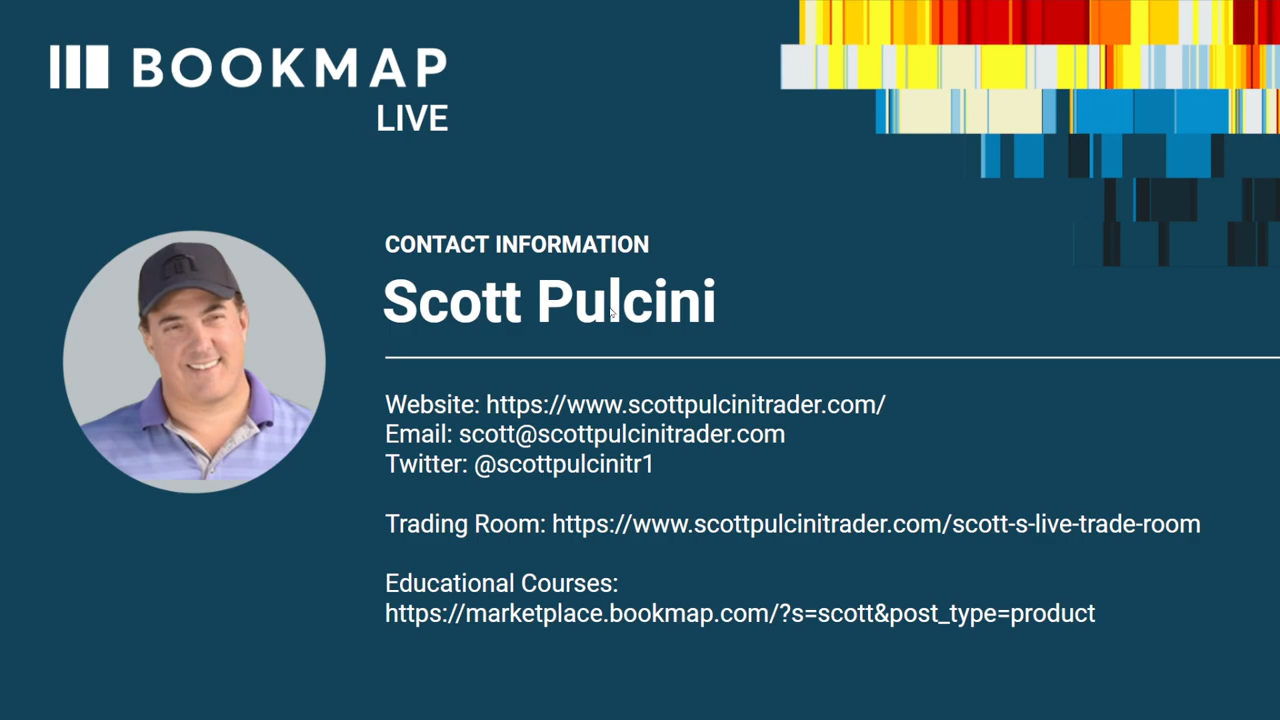 BOOKMAP
LIVE
CONTACT INFORMATION
Scott Pulcini
Website: https://www.scottpulcinitrader.com/
Email: scott@scottpulcinitrader.com
Twitter: @scottpulcinitr1
Trading Room: https://www.scottpulcinitrader.com/scott-s-live-trade-room
Educational Courses:
https://marketplace.bookmap.com/?s=scott&post_type=product